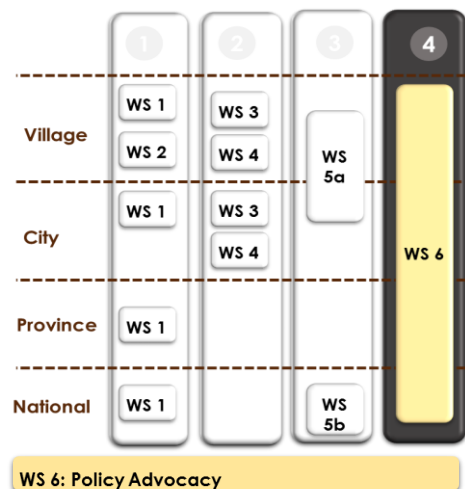 1
2
3
4
Village
WS 1
WS 2
WS 3
WS 4
WS
5a
City
WS 1
WS 3
WS 4
WS 6
Province
WS 1
National
WS 1
WS
5b
WS 6: Policy Advocacy